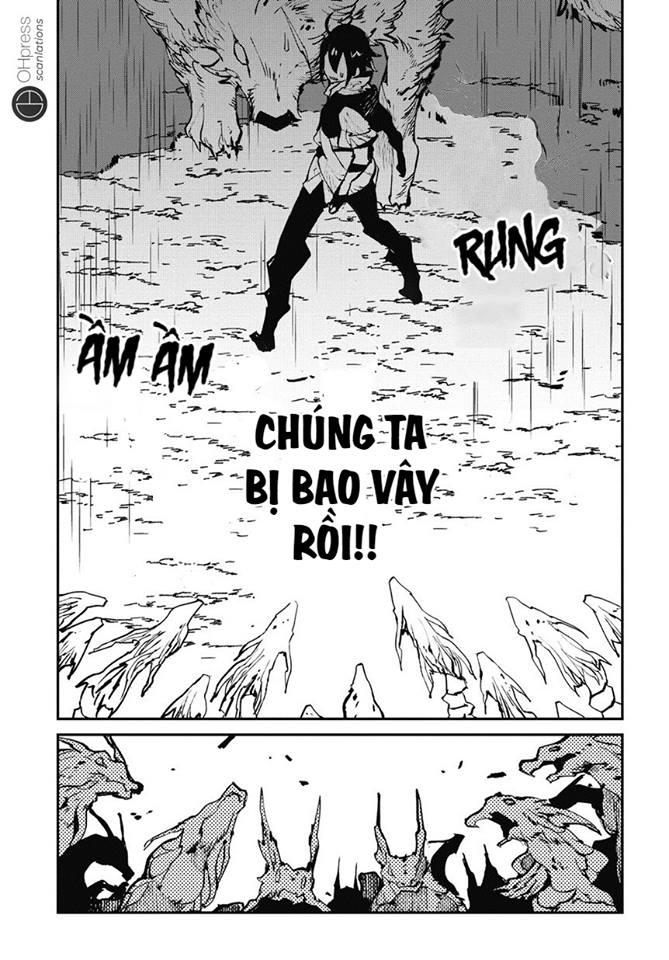 OHpress
scanlations
RUNG
ẦM ẦM
CHÚNG TA
BỊ BAO VÂY
RỒI!!